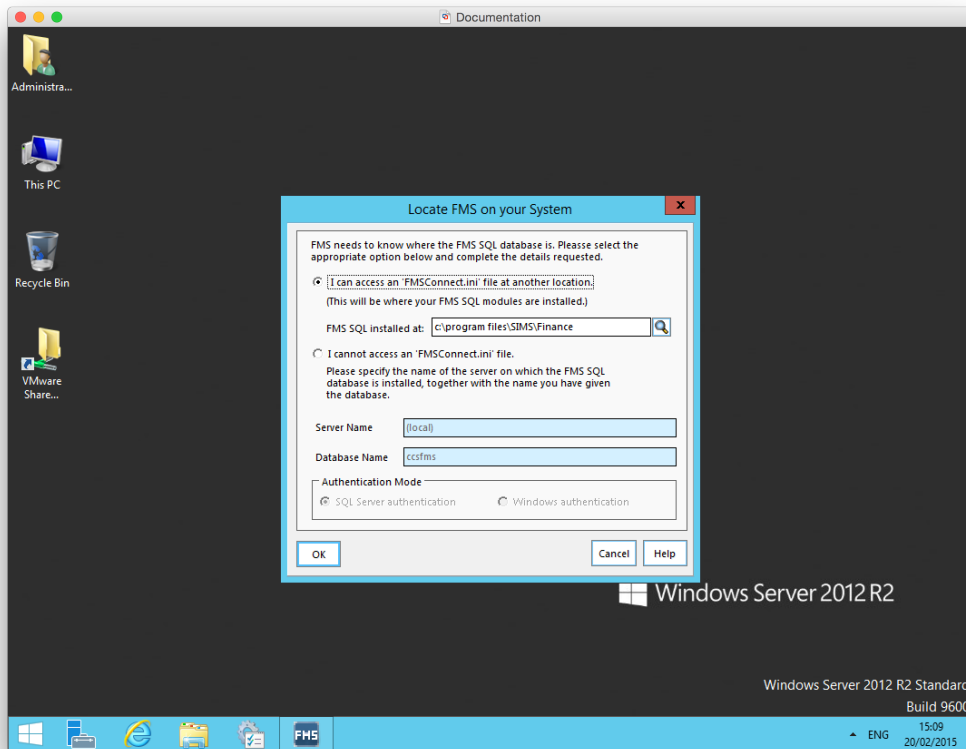 Documentation
Administra...
This PC
Recycle Bin
VMware
Share...
Locate FMS on your System
x
FMS needs to know where the FMS SQL database is. Please select the
appropriate option below and complete the details requested.
I can access an 'FMSConnect.ini' file at another location.
(This will be where your FMS SQL modules are installed.)
FMS SQL installed at: c:\program files\SIMS\Finance
I cannot access an 'FMSConnect.ini' file.
Please specify the name of the server on which the FMS SQL
database is installed, together with the name you have given
the database.
Server Name (local)
Database Name ccsfms
Authentication Mode
SQL Server authentication Windows authentication
OK Cancel Help
Windows Server 2012 R2
Windows Server 2012 R2 Standard
Build 9600
FMS ENG 15:09
20/02/2015